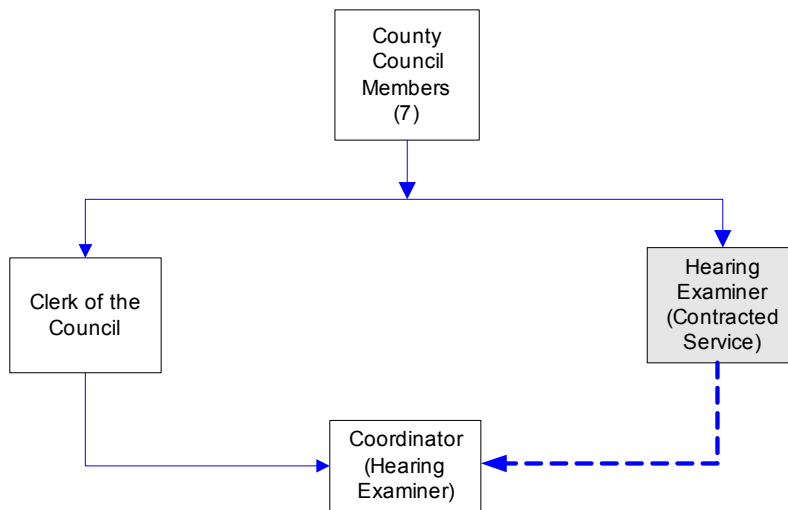 County
Council
Members
(7)
Clerk of the
Council
Hearing
Examiner
(Contracted
Service)
Coordinator
(Hearing
Examiner)